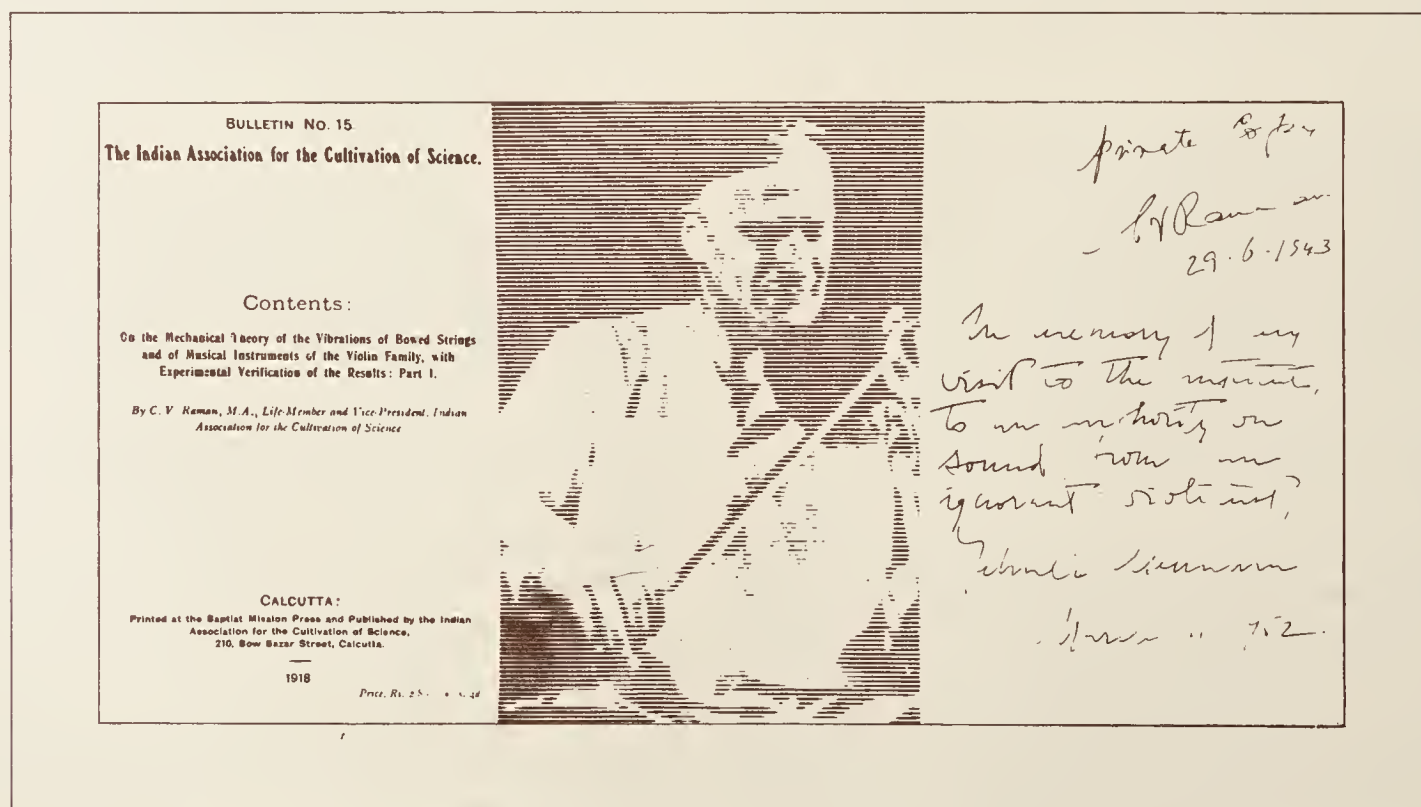 BULLETIN No. 15
The Indian Association for the Cultivation of Science.
Contents:
On the Mechanical Theory of the Vibrations of Bowed Strings
and of Musical Instruments of the Violin Family, with
Experimental Verification of the Results: Part I.
By C. V. Raman, M.A., Life-Member and Vice-President, Indian
Association for the Cultivation of Science
CALCUTTA:
Printed at the Baptist Mission Press and Published by the Indian
Association for the Cultivation of Science,
210, Bow Bazar Street, Calcutta.
1918
Price, Rs.
private
CV Raman
29.6.1943
In memory of my
visit to the
to an authority on
sound from an
ignorant violinist,